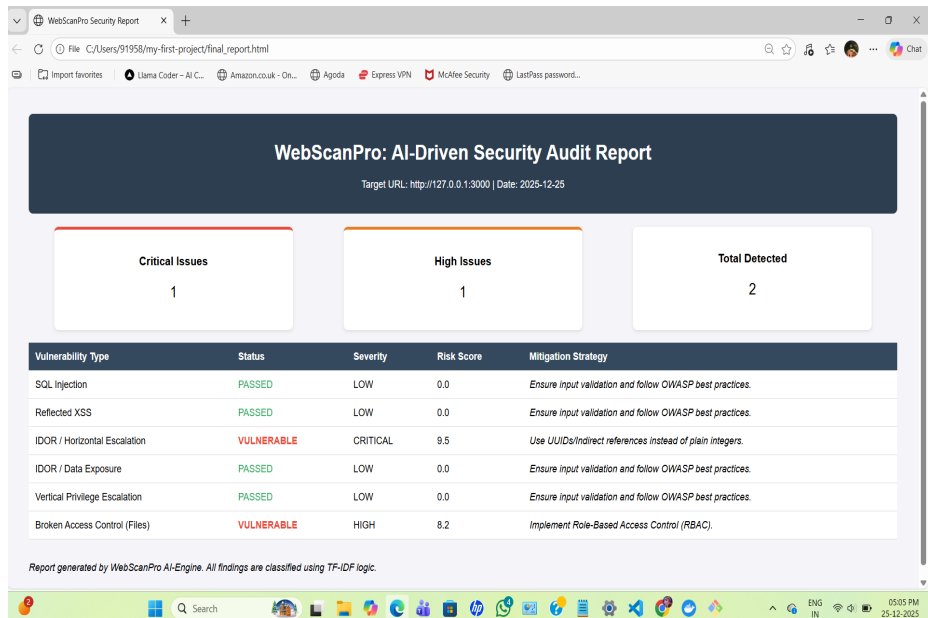 WebScanPro Security Report
File C:/Users/91958/my-first-project/final_report.html
Chat
Import favorites Llama Coder – AI C... Amazon.co.uk - On... Agoda Express VPN McAfee Security LastPass password...
WebScanPro: AI-Driven Security Audit Report
Target URL: http://127.0.0.1:3000 | Date: 2025-12-25
Critical Issues High Issues Total Detected
1 1 2
Vulnerability Type Status Severity Risk Score Mitigation Strategy
SQL Injection PASSED LOW 0.0 Ensure input validation and follow OWASP best practices.
Reflected XSS PASSED LOW 0.0 Ensure input validation and follow OWASP best practices.
IDOR / Horizontal Escalation VULNERABLE CRITICAL 9.5 Use UUIDs/Indirect references instead of plain integers.
IDOR / Data Exposure PASSED LOW 0.0 Ensure input validation and follow OWASP best practices.
Vertical Privilege Escalation PASSED LOW 0.0 Ensure input validation and follow OWASP best practices.
Broken Access Control (Files) VULNERABLE HIGH 8.2 Implement Role-Based Access Control (RBAC).
Report generated by WebScanPro AI-Engine. All findings are classified using TF-IDF logic.
2 Search hp 4 ENG 05:05 PM
IN 25-12-2025